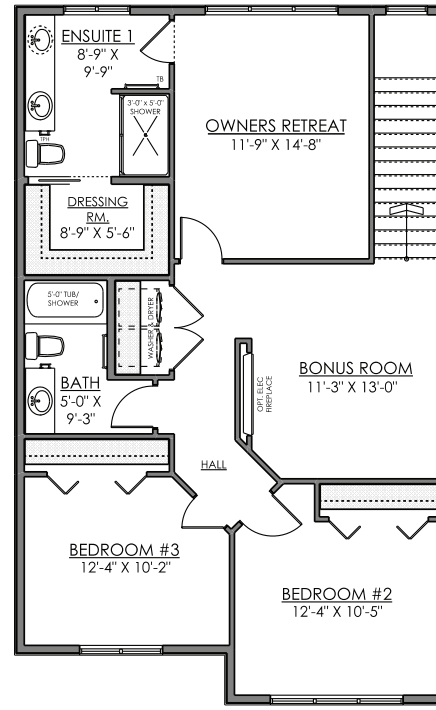 ENSUITE 1
8'-9" X
9'-9"
TB
3'-0" x 5'-0"
SHOWER
TPH
OWNERS RETREAT
11'-9" X 14'-8"
DRESSING
RM.
8'-9" X 5'-6"
5'-0" TUB/
SHOWER
WASHER & DRYER
BATH
5'-0" X
9'-3"
OPT. ELEC
FIREPLACE
BONUS ROOM
11'-3" X 13'-0"
HALL
BEDROOM #3
12'-4" X 10'-2"
BEDROOM #2
12'-4" X 10'-5"